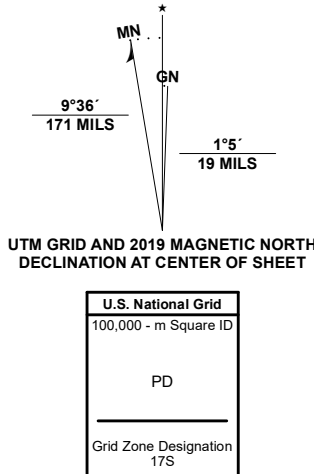 ★
MN
GN
9°36´
171 MILS
1°5´
19 MILS
UTM GRID AND 2019 MAGNETIC NORTH
DECLINATION AT CENTER OF SHEET
U.S. National Grid
100,000 - m Square ID
PD
Grid Zone Designation
17S